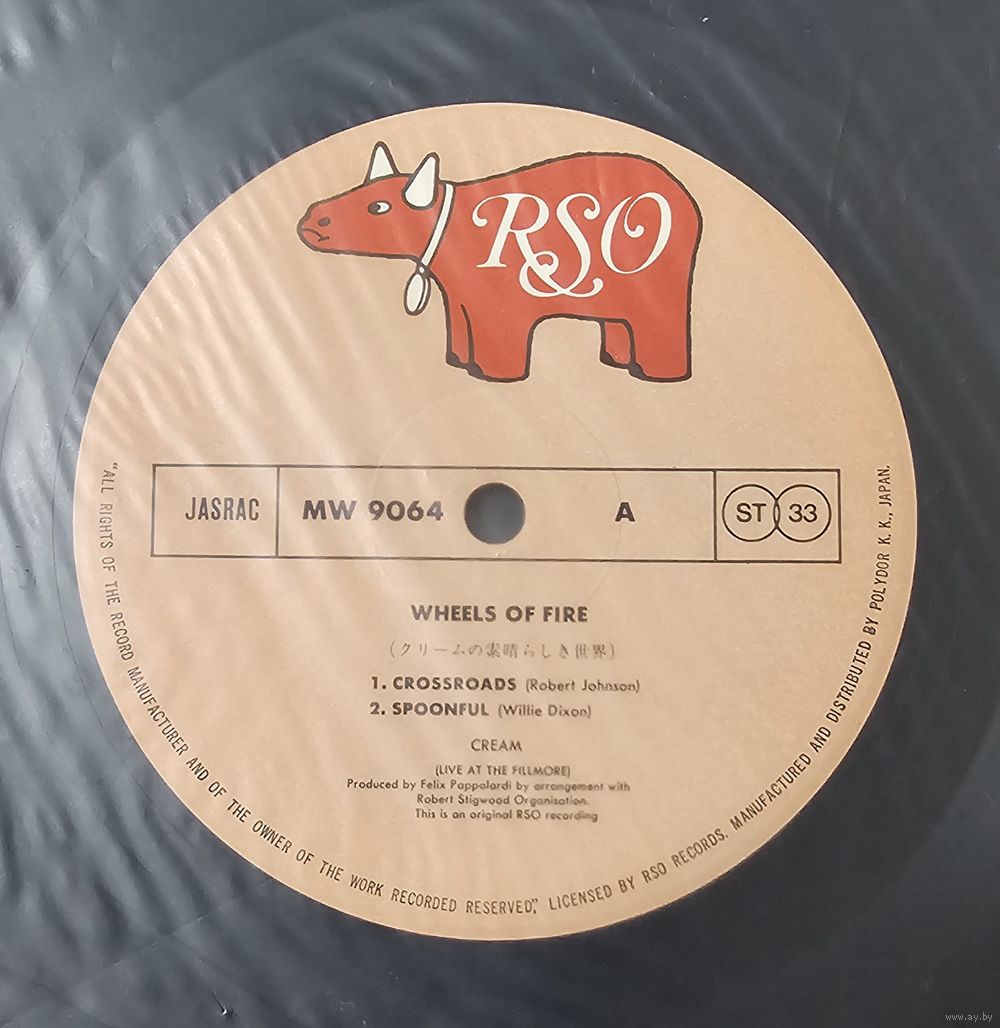 RSO
JASRAC
MW 9064
A
ST 33
WHEELS OF FIRE
(クリームの素晴らしき世界)
1. CROSSROADS (Robert Johnson)
2. SPOONFUL (Willie Dixon)
CREAM
(LIVE AT THE FILLMORE)
Produced by Felix Pappalardi by arrangement with
Robert Stigwood Organisation.
This is an original RSO recording
"ALL RIGHTS OF THE RECORD MANUFACTURER AND OF THE OWNER OF THE WORK RECORDED RESERVED," LICENSED BY RSO RECORDS. MANUFACTURED AND DISTRIBUTED BY POLYDOR K. K., JAPAN.
www.ay.by